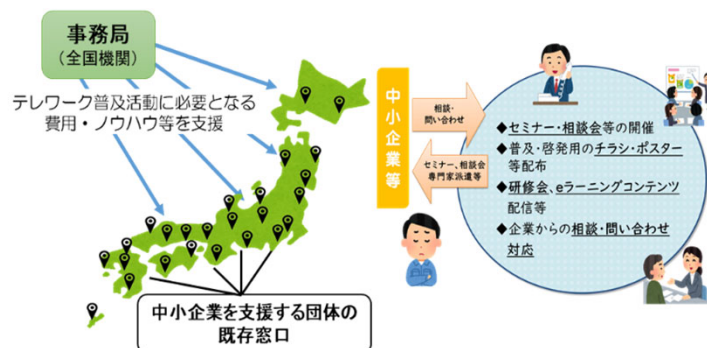 事務局
(全国機関)
テレワーク普及活動に必要となる
費用・ノウハウ等を支援
中小企業を支援する団体の
既存窓口
中小企業等
相談・
問い合わせ
セミナー、相談会
専門家派遣等
◆セミナー・相談会等の開催
◆普及・啓発用のチラシ・ポスター
等配布
◆研修会、eラーニングコンテンツ
配信等
◆企業からの相談・問い合わせ
対応